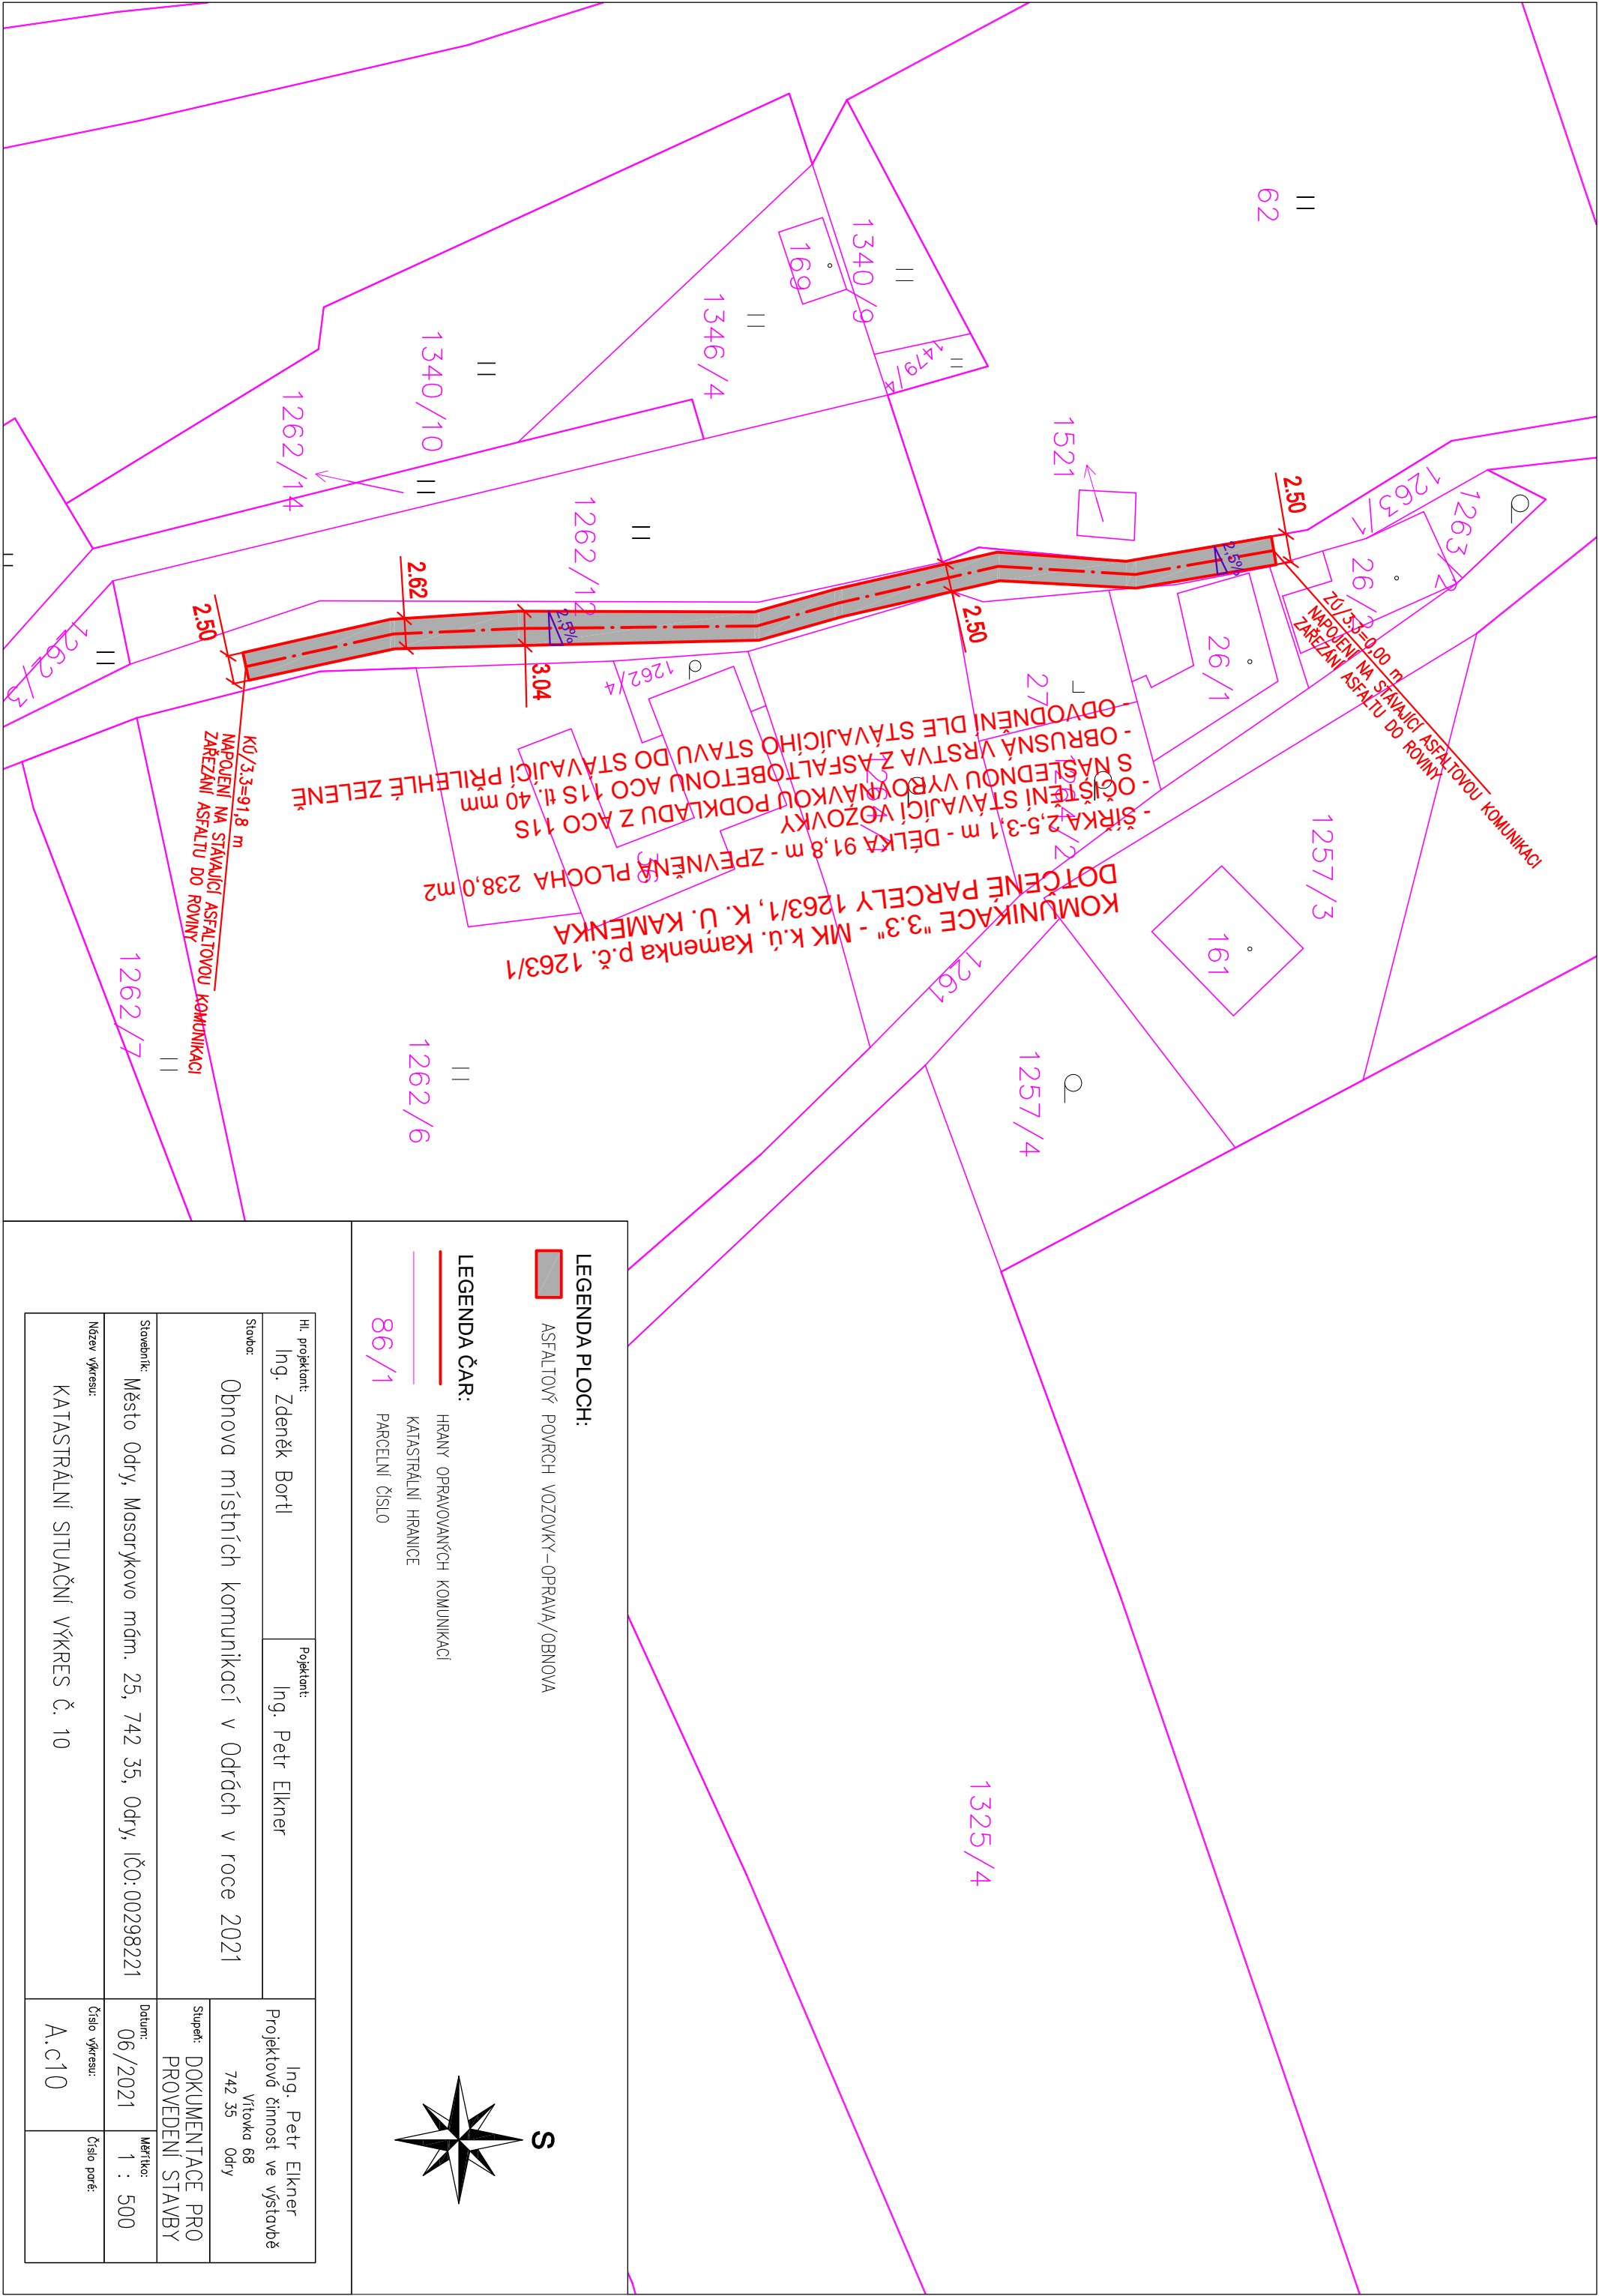 62
1340/9
169
1346/4
1479/4
1340/10
1262/14
1521
1262/12
1263/1
1263/2
26/2
26/1
27
1264/2
1262/4
36
1262/3
1262/7
1262/6
1261
161
1257/3
1257/4
1325/4
2.50
2,5%
2.50
2,5%
3.04
2.62
2.50
ZÚ/3.3=0,00 m
NAPOJENÍ NA STÁVAJÍCÍ ASFALTOVOU KOMUNIKACI
ZAŘEZÁNÍ ASFALTU DO ROVINY
KÚ/3.3=91,8 m
NAPOJENÍ NA STÁVAJÍCÍ ASFALTOVOU KOMUNIKACI
ZAŘEZÁNÍ ASFALTU DO ROVINY
KOMUNIKACE "3.3" - MK k.ú. Kamenka p.č. 1263/1
DOTČENÉ PARCELY 1263/1, K. Ú. KAMENKA
- ŠÍŘKA 2,5-3,1 m - DÉLKA 91,8 m - ZPEVNĚNÁ PLOCHA 238,0 m2
- OČIŠTĚNÍ STÁVAJÍCÍ VOZOVKY
S NÁSLEDNOU VYROVNÁVKOU PODKLADU Z ACO 11S
- OBRUSNÁ VRSTVA Z ASFALTOBETONU ACO 11S tl. 40 mm
- ODVODNĚNÍ DLE STÁVAJÍCÍHO STAVU DO STÁVAJÍCÍ PŘILEHLÉ ZELENĚ
LEGENDA PLOCH:
ASFALTOVÝ POVRCH VOZOVKY-OPRAVA/OBNOVA
LEGENDA ČAR:
HRANY OPRAVOVANÝCH KOMUNIKACÍ
KATASTRÁLNÍ HRANICE
86/1 PARCELNÍ ČÍSLO
S
Hl. projektant:
Ing. Zdeněk Bortl
Pojektant:
Ing. Petr Elkner
Ing. Petr Elkner
Projektová činnost ve výstavbě
Vítovka 68
742 35 Odry
Stavba:
Obnova místních komunikací v Odrách v roce 2021
Stupeň: DOKUMENTACE PRO
PROVEDENÍ STAVBY
Stavebník:
Město Odry, Masarykovo mám. 25, 742 35, Odry, IČO:00298221
Datum:
06/2021
Měřítko:
1 : 500
Název výkresu:
KATASTRÁLNÍ SITUAČNÍ VÝKRES Č. 10
Číslo výkresu:
A.c10
Číslo paré: